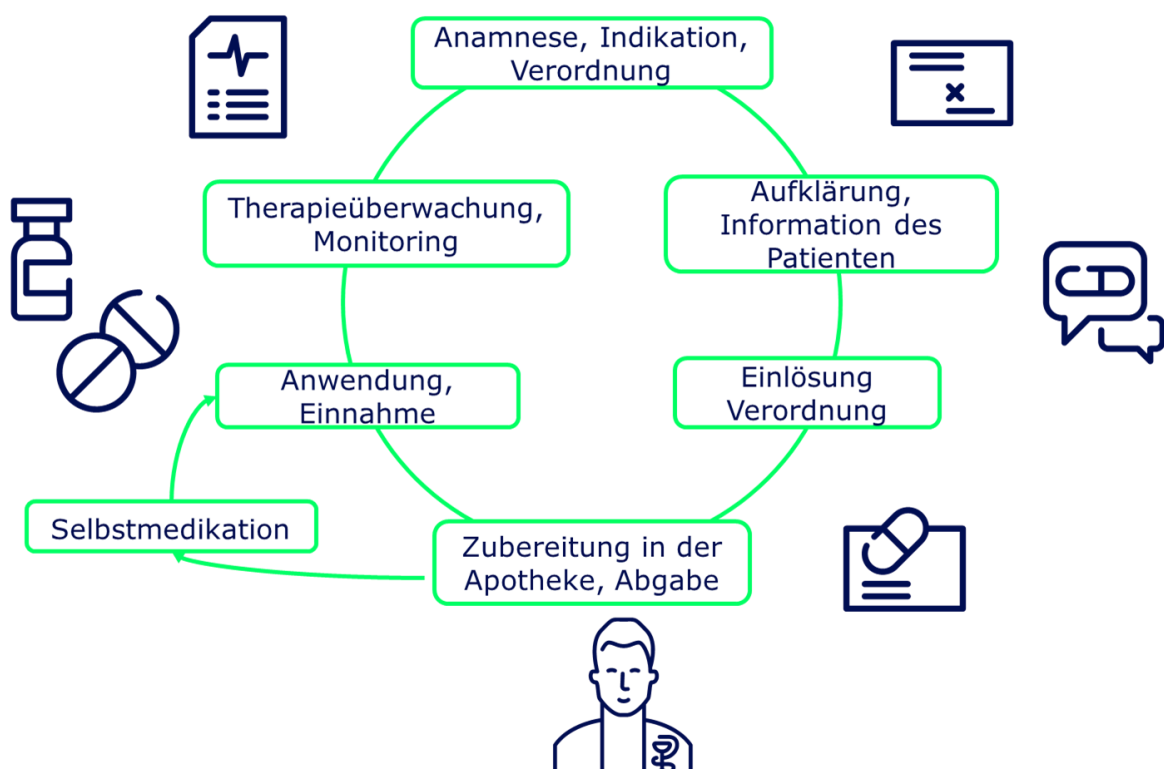 Anamnese, Indikation,
Verordnung
Aufklärung,
Information des
Patienten
Einlösung
Verordnung
Zubereitung in der
Apotheke, Abgabe
Selbstmedikation
Anwendung,
Einnahme
Therapieüberwachung,
Monitoring